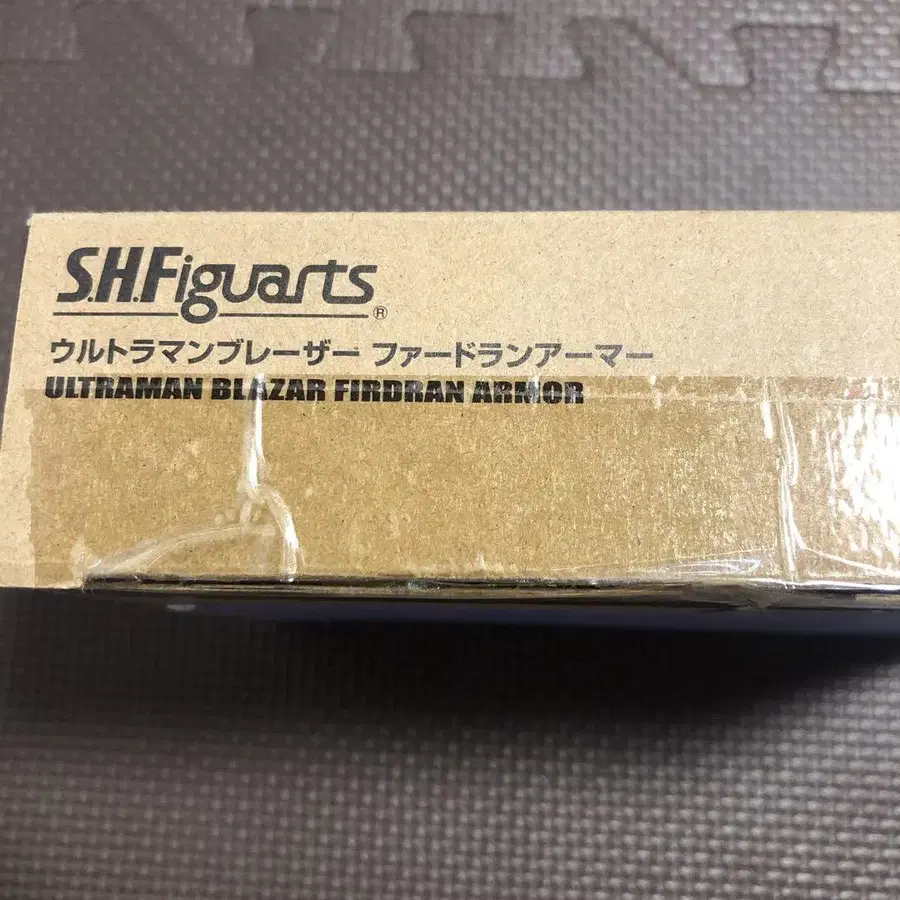 S.H.Figuarts®
ウルトラマンブレーザー ファードランアーマー
ULTRAMAN BLAZAR FIRDRAN ARMOR